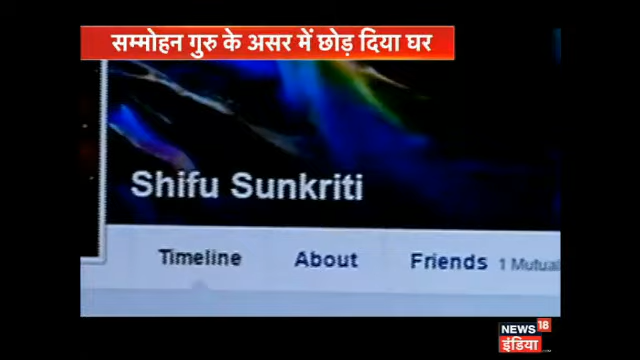 सम्मोहन गुरु के असर में छोड़ दिया घर
Shifu Sunkriti
Timeline About Friends 1 Mutual
NEWS 18
इंडिया